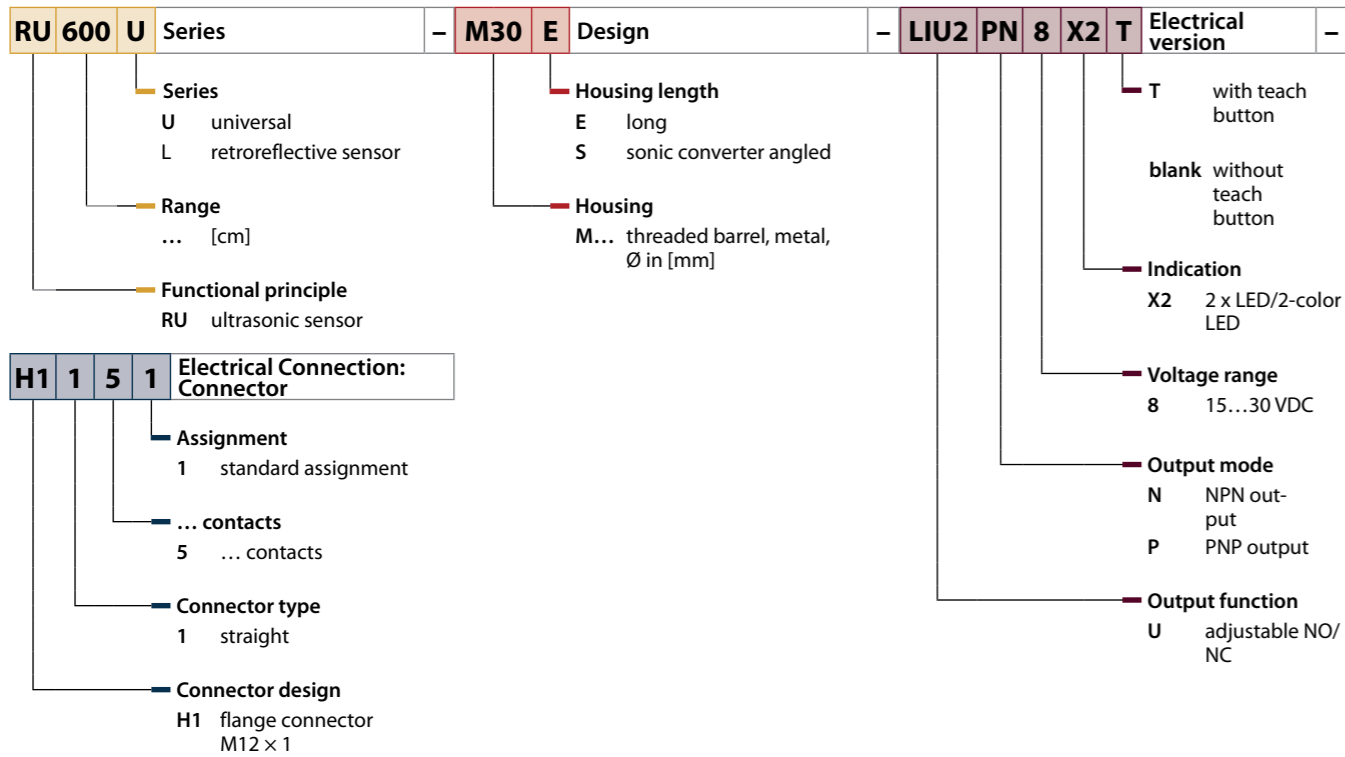 RU 600 U Series – M30 E Design – LIU2 PN 8 X2 T Electrical version –
Series
U universal
L retroreflective sensor
Range
… [cm]
Functional principle
RU ultrasonic sensor
Housing length
E long
S sonic converter angled
Housing
M… threaded barrel, metal,
Ø in [mm]
T with teach
button
blank without
teach
button
Indication
X2 2 x LED/2-color
LED
Voltage range
8 15…30 VDC
Output mode
N NPN out-
put
P PNP output
Output function
U adjustable NO/
NC
H1 1 5 1 Electrical Connection:
Connector
Assignment
1 standard assignment
… contacts
5 … contacts
Connector type
1 straight
Connector design
H1 flange connector
M12 × 1